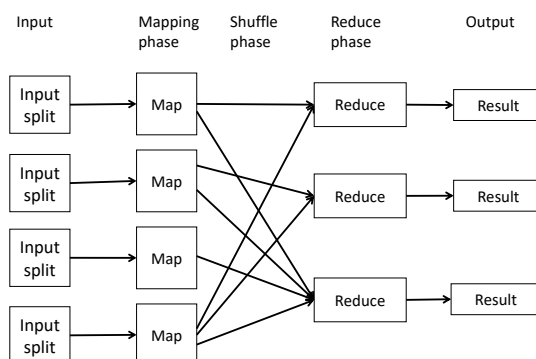 Input
Mapping
phase
Shuffle
phase
Reduce
phase
Output
Input
split
Map
Reduce
Result
Input
split
Map
Reduce
Result
Input
split
Map
Input
split
Map
Reduce
Result